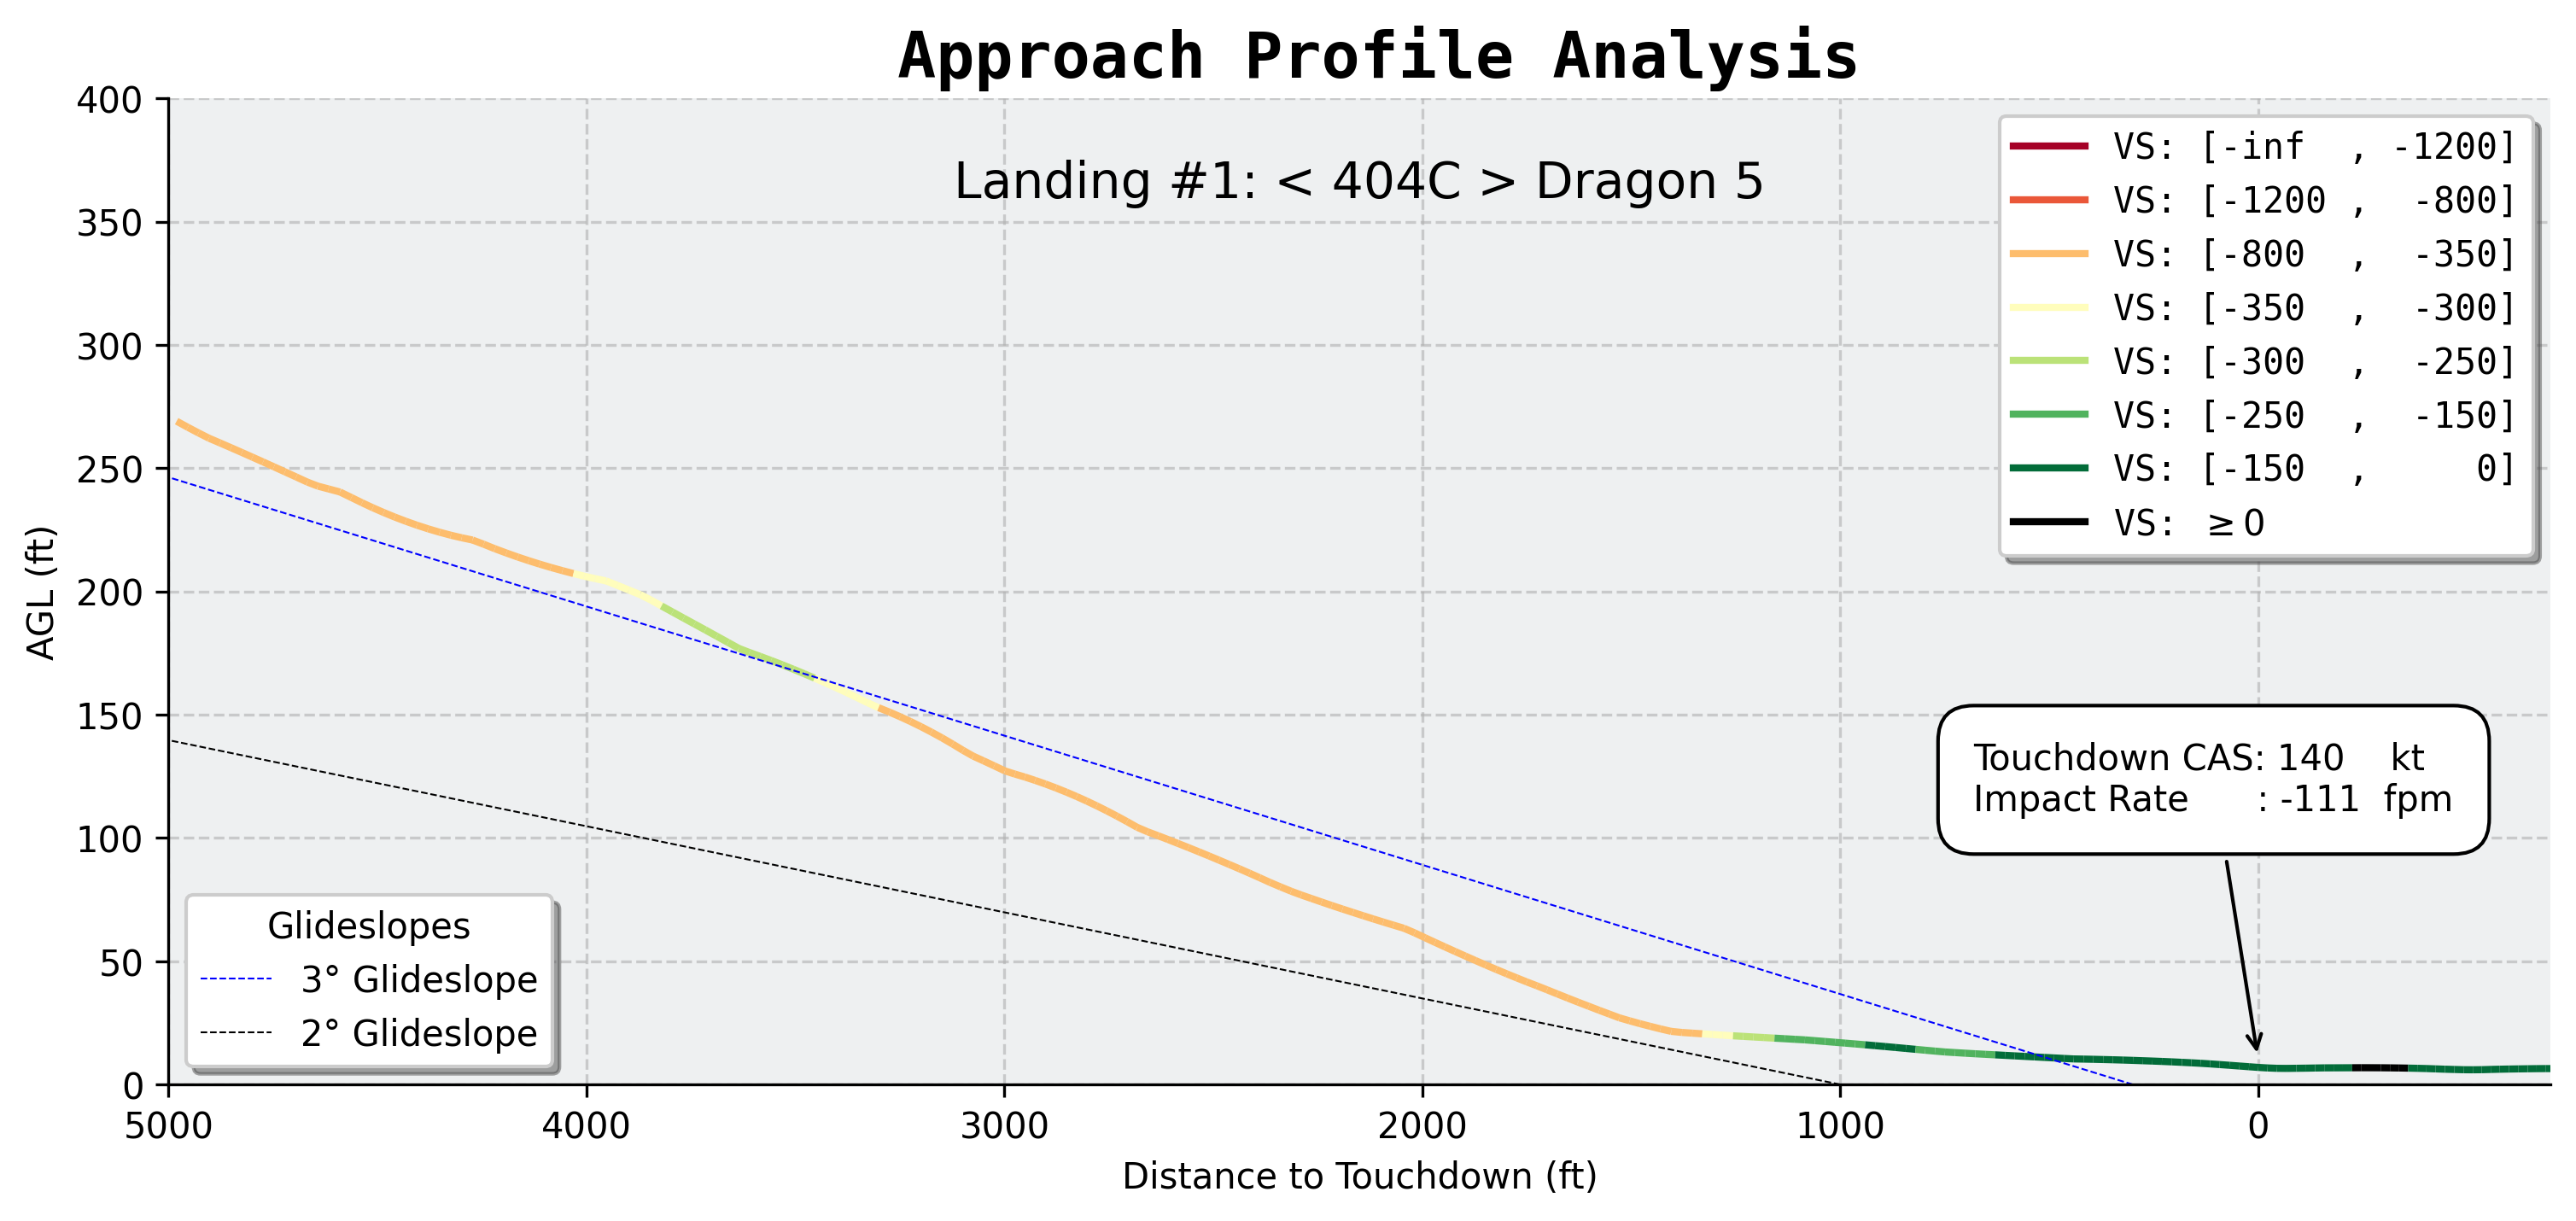 Approach Profile Analysis
Landing #1: < 404C > Dragon 5
VS: [-inf , -1200]
VS: [-1200 , -800]
VS: [-800 , -350]
VS: [-350 , -300]
VS: [-300 , -250]
VS: [-250 , -150]
VS: [-150 , 0]
VS: ≥0
AGL (ft)
400
350
300
250
200
150
100
50
0
Touchdown CAS: 140 kt
Impact Rate : -111 fpm
Glideslopes
3° Glideslope
2° Glideslope
5000 4000 3000 2000 1000 0
Distance to Touchdown (ft)